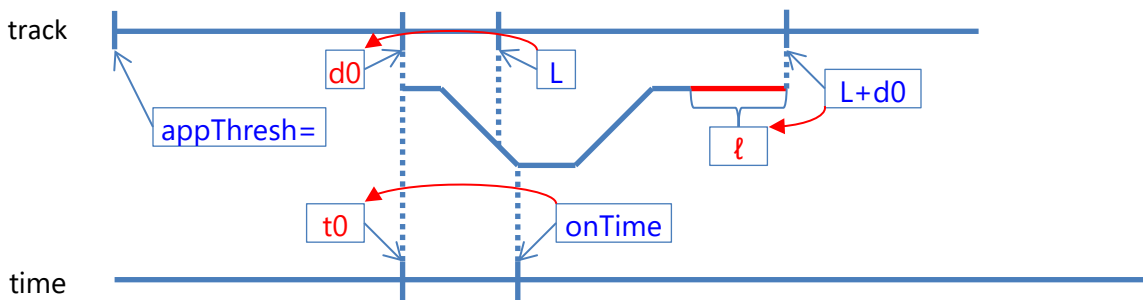 track
d0
L
L+d0
appThresh=
ℓ
t0
onTime
time